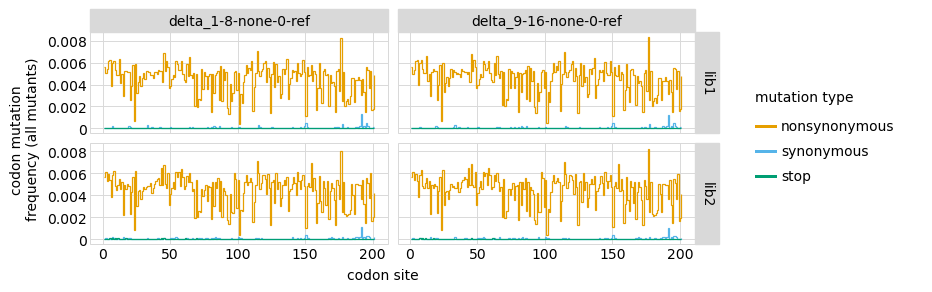 delta_1-8-none-0-ref
delta_9-16-none-0-ref
0.008
0.006
0.004
0.002
0
lib1
0.008
0.006
0.004
0.002
0
lib2
codon mutation
frequency (all mutants)
0
50
100
150
200
0
50
100
150
200
codon site
mutation type
nonsynonymous
synonymous
stop